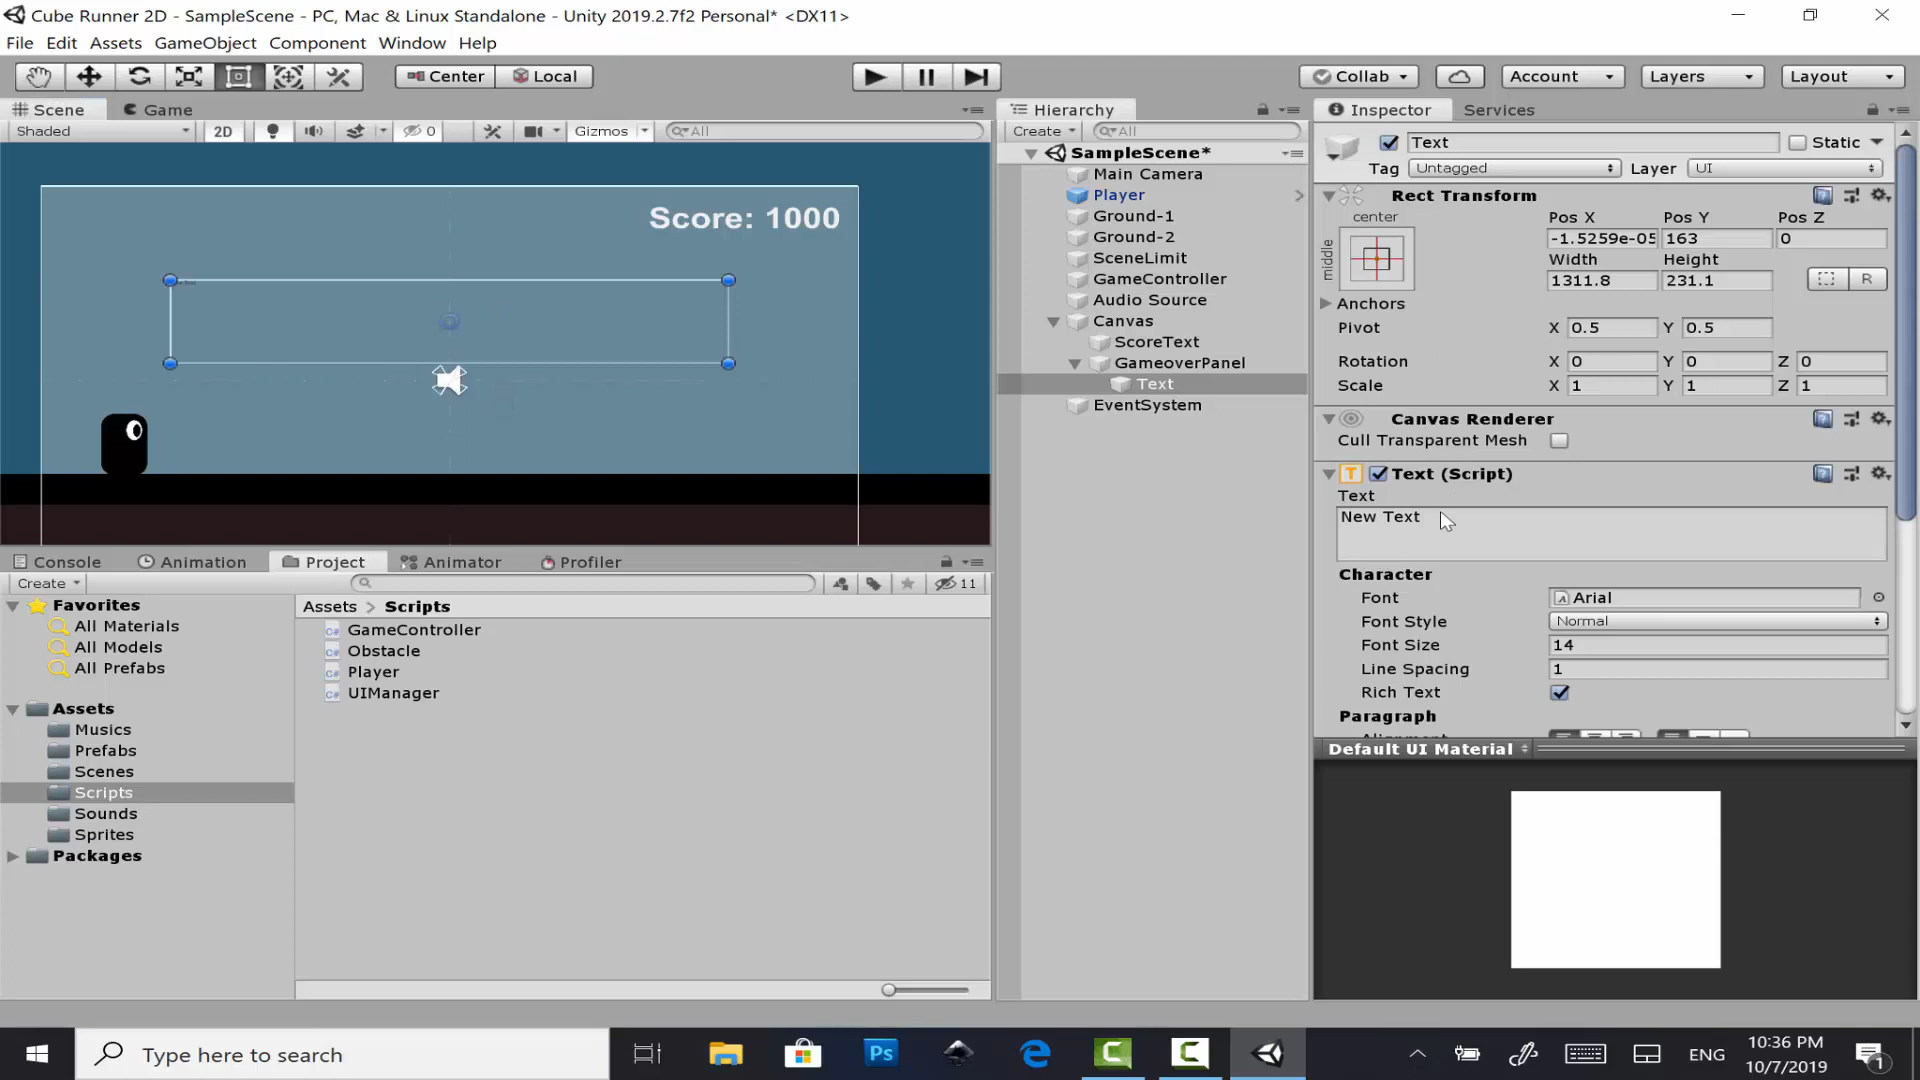 Cube Runner 2D - SampleScene - PC, Mac & Linux Standalone - Unity 2019.2.7f2 Personal* <DX11>
File Edit Assets GameObject Component Window Help
Center Local Collab Account Layers Layout
Scene Game
Shaded 2D 0 Gizmos All
Score: 1000
Hierarchy
Create All
SampleScene*
Main Camera
Player
Ground-1
Ground-2
SceneLimit
GameController
Audio Source
Canvas
ScoreText
GameoverPanel
Text
EventSystem
Inspector Services
Text Static
Tag Untagged Layer UI
Rect Transform
center Pos X Pos Y Pos Z
middle -1.5259e-05 163 0
Width Height
1311.8 231.1 R
Anchors
Pivot X 0.5 Y 0.5
Rotation X 0 Y 0 Z 0
Scale X 1 Y 1 Z 1
Canvas Renderer
Cull Transparent Mesh
T Text (Script)
Text
New Text
Character
Font Arial
Font Style Normal
Font Size 14
Line Spacing 1
Rich Text
Paragraph
Default UI Material
Console Animation Project Animator Profiler
Create 11
Favorites
All Materials
All Models
All Prefabs
Assets
Musics
Prefabs
Scenes
Scripts
Sounds
Sprites
Packages
Assets > Scripts
GameController
Obstacle
Player
UIManager
Type here to search
Ps
ENG
10:36 PM
10/7/2019
1